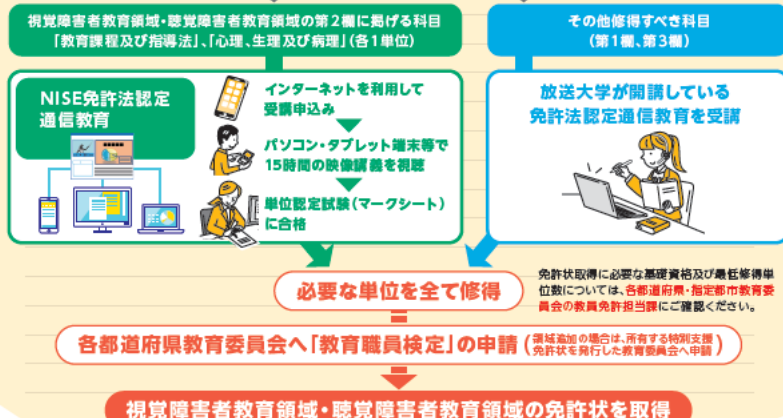 視覚障害者教育領域・聴覚障害者教育領域の第2欄に掲げる科目
「教育課程及び指導法」、「心理、生理及び病理」(各1単位)
その他修得すべき科目
(第1欄、第3欄)
NISE免許法認定
通信教育
インターネットを利用して
受講申込み
パソコン・タブレット端末等で
15時間の映像講義を視聴
単位認定試験(マークシート)
に合格
放送大学が開講している
免許法認定通信教育を受講
必要な単位を全て修得
免許状取得に必要な基礎資格及び最低修得単
位数については、各都道府県・指定都市教育委
員会の教員免許担当課にご確認ください。
各都道府県教育委員会へ「教育職員検定」の申請(領域追加の場合は、所有する特別支援
免許状を発行した教育委員会へ申請)
視覚障害者教育領域・聴覚障害者教育領域の免許状を取得